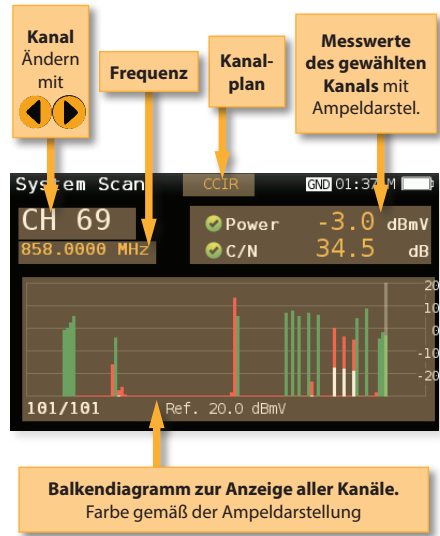 Kanal
Ändern
mit
Frequenz
Kanal-
plan
Messwerte
des gewählten
Kanals mit
Ampeldarstel.
System Scan
CCIR
GND 01:37 M
CH 69
858.0000 MHz
Power -3.0 dBmV
C/N 34.5 dB
20
10
0
-10
-20
101/101 Ref. 20.0 dBmV
Balkendiagramm zur Anzeige aller Kanäle.
Farbe gemäß der Ampeldarstellung